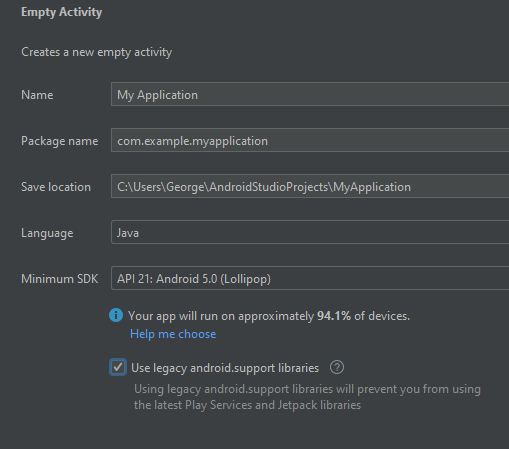 Empty Activity
Creates a new empty activity
Name My Application
Package name com.example.myapplication
Save location C:\Users\George\AndroidStudioProjects\MyApplication
Language Java
Minimum SDK API 21: Android 5.0 (Lollipop)
i Your app will run on approximately 94.1% of devices.
Help me choose
Use legacy android.support libraries ?
Using legacy android.support libraries will prevent you from using
the latest Play Services and Jetpack libraries